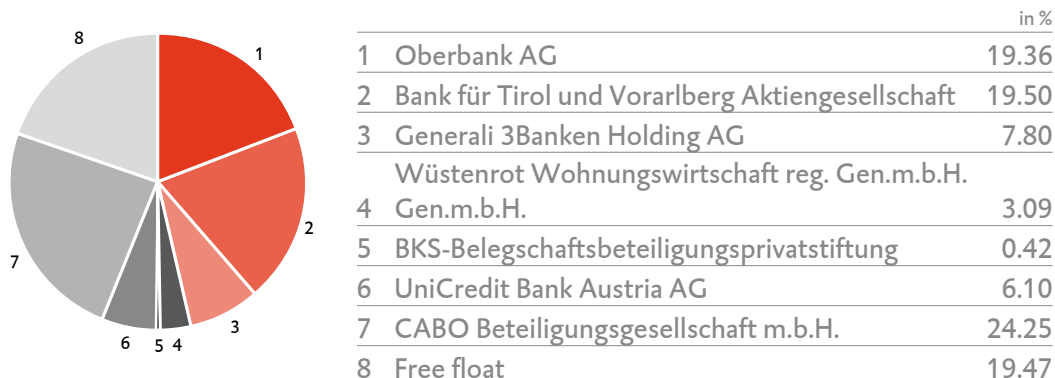 in %
8
1
2
3
4
5
6
7
1 Oberbank AG 19.36
2 Bank für Tirol und Vorarlberg Aktiengesellschaft 19.50
3 Generali 3Banken Holding AG 7.80
Wüstenrot Wohnungswirtschaft reg. Gen.m.b.H.
4 Gen.m.b.H. 3.09
5 BKS-Belegschaftsbeteiligungsprivatstiftung 0.42
6 UniCredit Bank Austria AG 6.10
7 CABO Beteiligungsgesellschaft m.b.H. 24.25
8 Free float 19.47